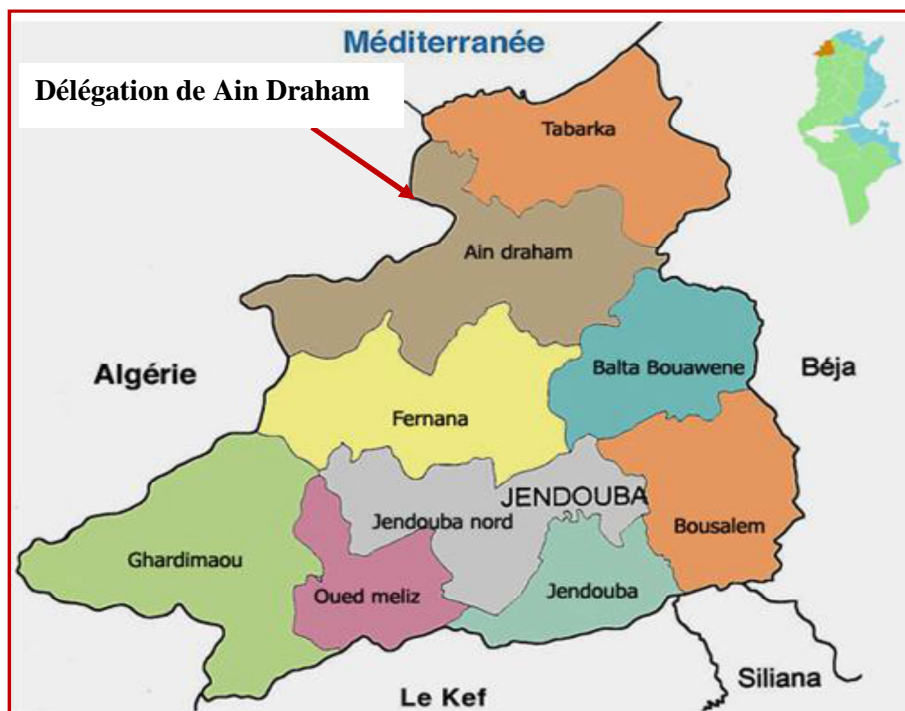 Méditerranée
Délégation de Ain Draham
Tabarka
Ain draham
Algérie
Balta Bouawene
Béja
Fernana
JENDOUBA
Jendouba nord
Bousalem
Ghardimaou
Oued meliz
Jendouba
Siliana
Le Kef